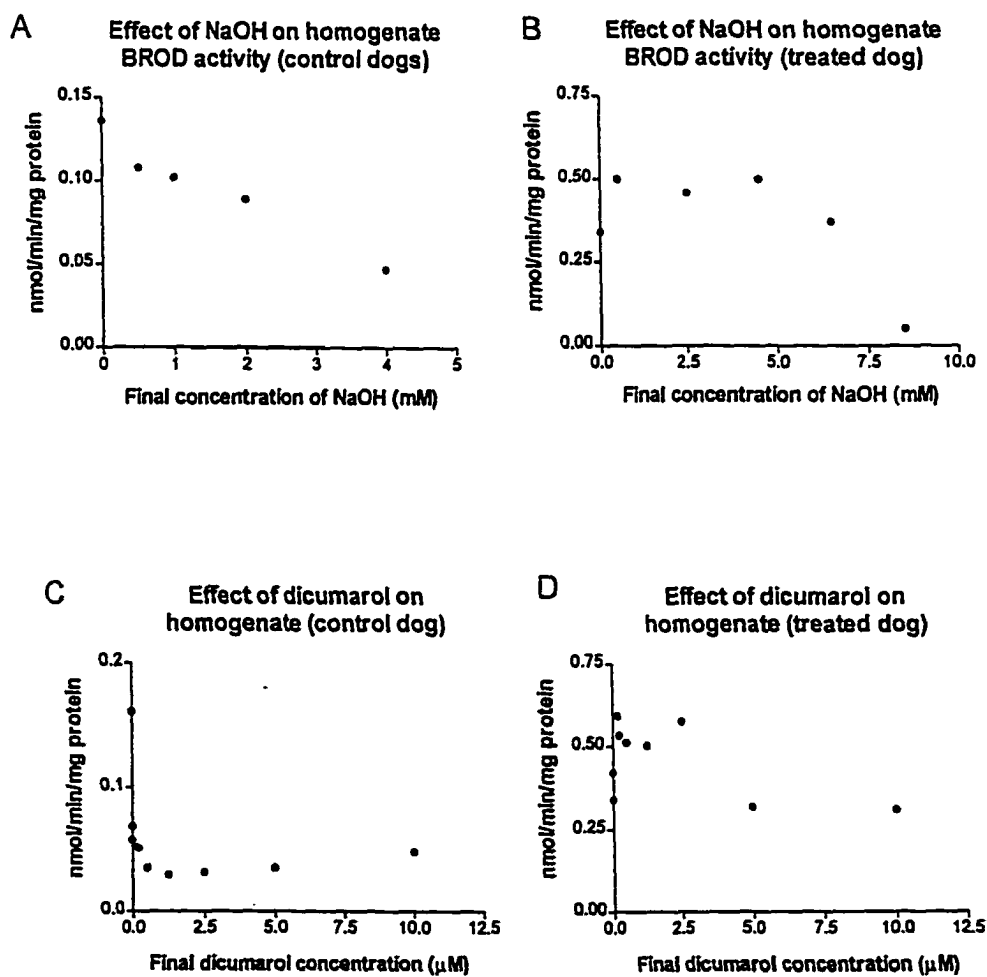 A
Effect of NaOH on homogenate
BROD activity (control dogs)
nmol/min/mg protein
0.15
0.10
0.05
0.00
0 1 2 3 4 5
Final concentration of NaOH (mM)
B
Effect of NaOH on homogenate
BROD activity (treated dog)
nmol/min/mg protein
0.75
0.50
0.25
0.00
0.0 2.5 5.0 7.5 10.0
Final concentration of NaOH (mM)
C
Effect of dicumarol on
homogenate (control dog)
nmol/min/mg protein
0.2
0.1
0.0
0.0 2.5 5.0 7.5 10.0 12.5
Final dicumarol concentration (μM)
D
Effect of dicumarol on
homogenate (treated dog)
nmol/min/mg protein
0.75
0.50
0.25
0.00
0.0 2.5 5.0 7.5 10.0 12.5
Final dicumarol concentration (μM)